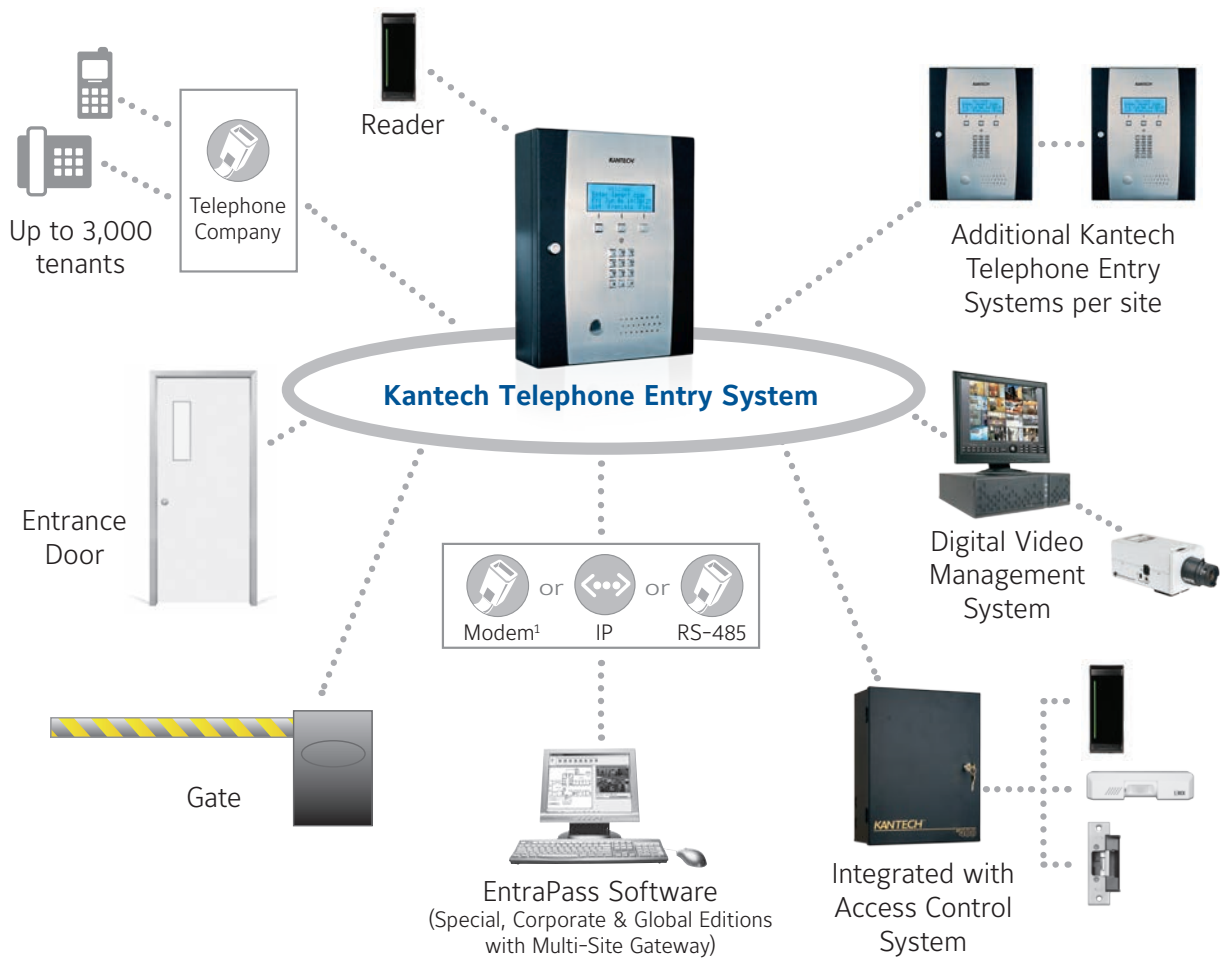 Reader
Telephone
Company
Up to 3,000
tenants
KANTECH
Additional Kantech
Telephone Entry
Systems per site
Kantech Telephone Entry System
Entrance
Door
Digital Video
Management
System
Modem¹ or IP or RS-485
Gate
EntraPass Software
(Special, Corporate & Global Editions
with Multi-Site Gateway)
KANTECH
Integrated with
Access Control
System